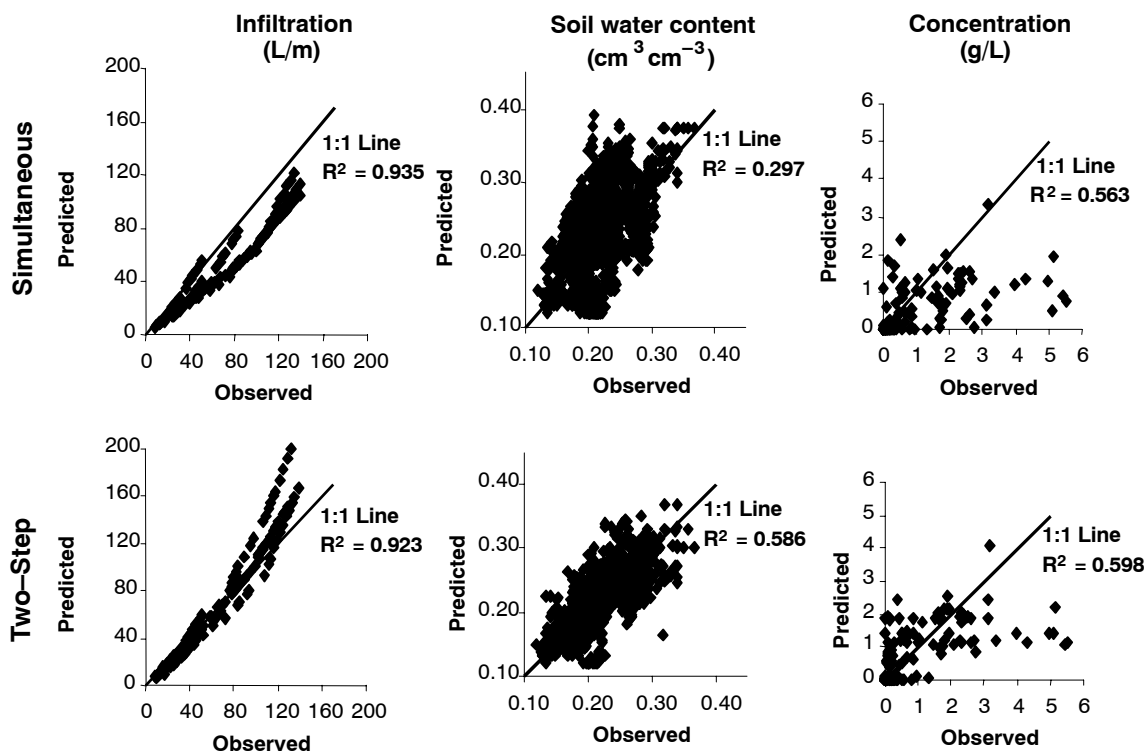 Infiltration
(L/m)
Soil water content
(cm 3 cm −3)
Concentration
(g/L)
Simultaneous
Predicted
200
160
120
80
40
0
0 40 80 120 160 200
Observed
1:1 Line
R2 = 0.935
Predicted
0.40
0.30
0.20
0.10
0.10 0.20 0.30 0.40
Observed
1:1 Line
R2 = 0.297
Predicted
6
5
4
3
2
1
0
0 1 2 3 4 5 6
Observed
1:1 Line
R2 = 0.563
Two–Step
Predicted
200
160
120
80
40
0
0 40 80 120 160 200
Observed
1:1 Line
R2 = 0.923
Predicted
0.40
0.30
0.20
0.10
0.10 0.20 0.30 0.40
Observed
1:1 Line
R2 = 0.586
Predicted
6
5
4
3
2
1
0
0 1 2 3 4 5 6
Observed
1:1 Line
R2 = 0.598